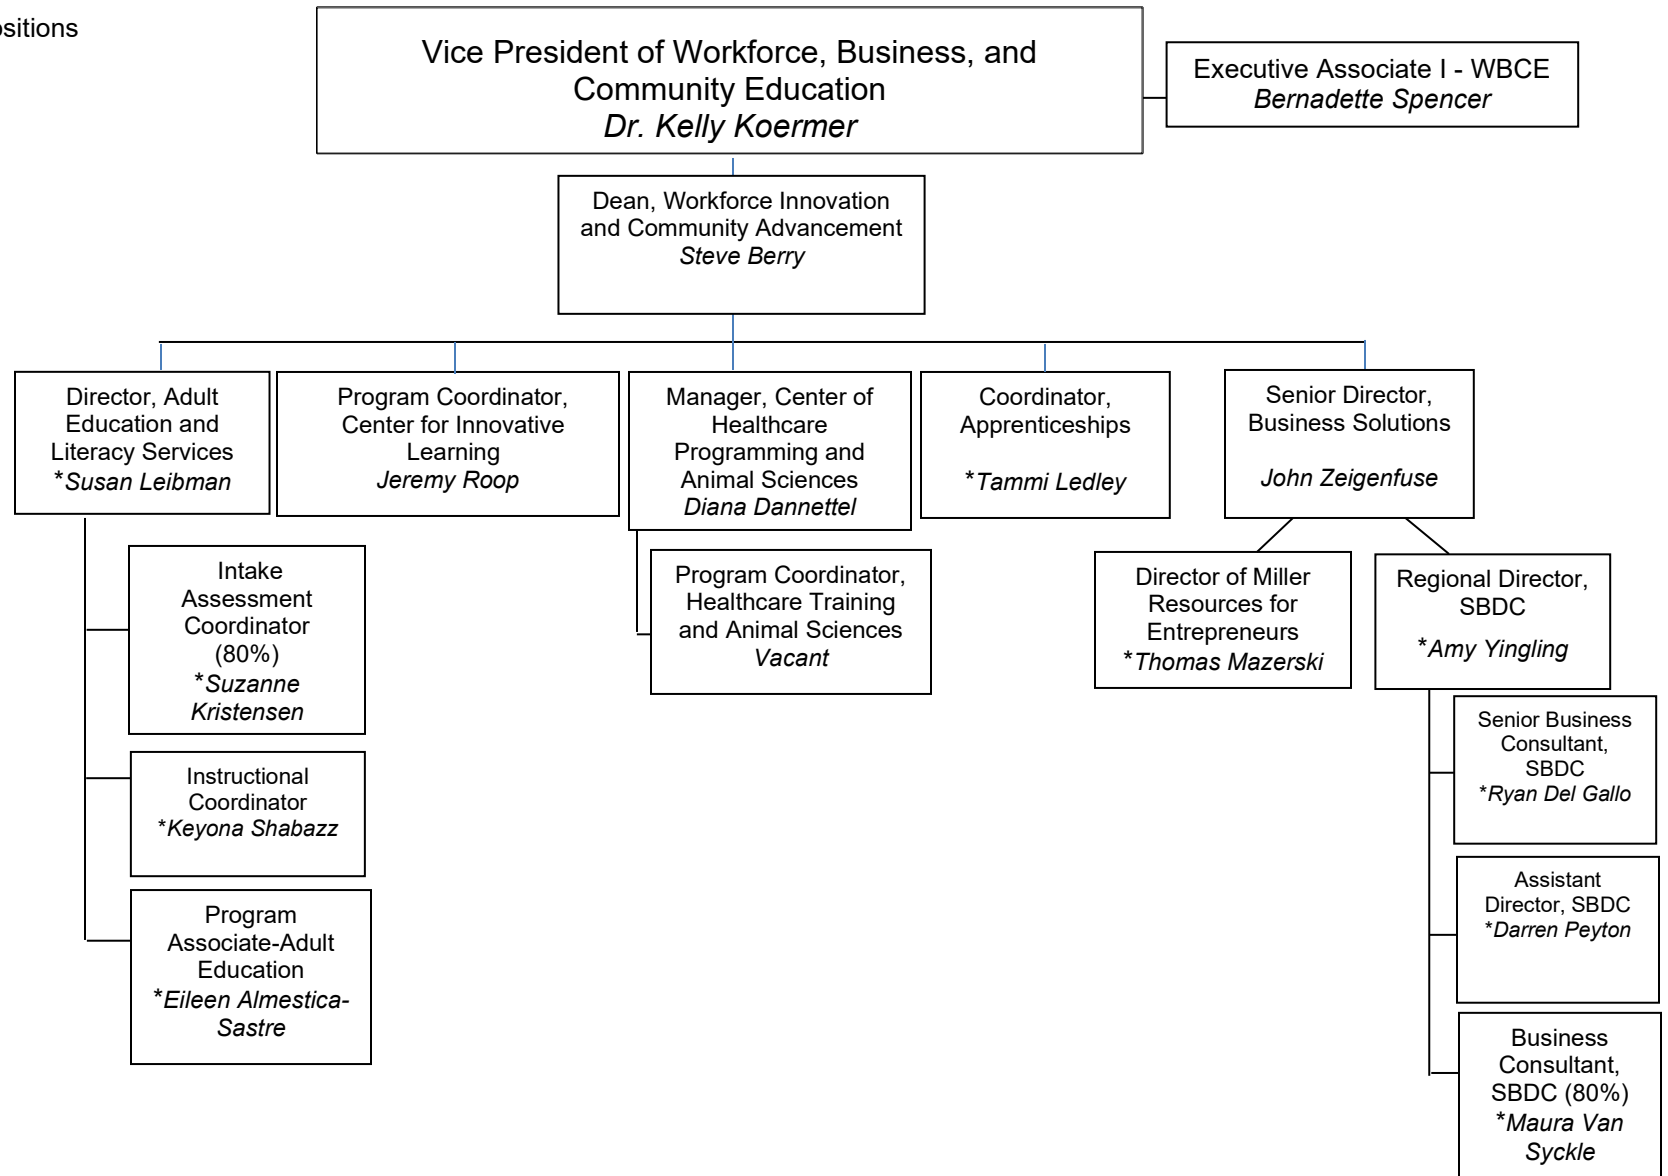 Vice President of Workforce, Business, and
Community Education
Dr. Kelly Koermer
Executive Associate I - WBCE
Bernadette Spencer
Dean, Workforce Innovation
and Community Advancement
Steve Berry
Director, Adult
Education and
Literacy Services
*Susan Leibman
Program Coordinator,
Center for Innovative
Learning
Jeremy Roop
Manager, Center of
Healthcare
Programming and
Animal Sciences
Diana Dannettel
Coordinator,
Apprenticeships
*Tammi Ledley
Senior Director,
Business Solutions
John Zeigenfuse
Intake
Assessment
Coordinator
(80%)
*Suzanne
Kristensen
Instructional
Coordinator
*Keyona Shabazz
Program
Associate-Adult
Education
*Eileen Almestica-
Sastre
Program Coordinator,
Healthcare Training
and Animal Sciences
Vacant
Director of Miller
Resources for
Entrepreneurs
*Thomas Mazerski
Regional Director,
SBDC
*Amy Yingling
Senior Business
Consultant,
SBDC
*Ryan Del Gallo
Assistant
Director, SBDC
*Darren Peyton
Business
Consultant,
SBDC (80%)
*Maura Van
Syckle